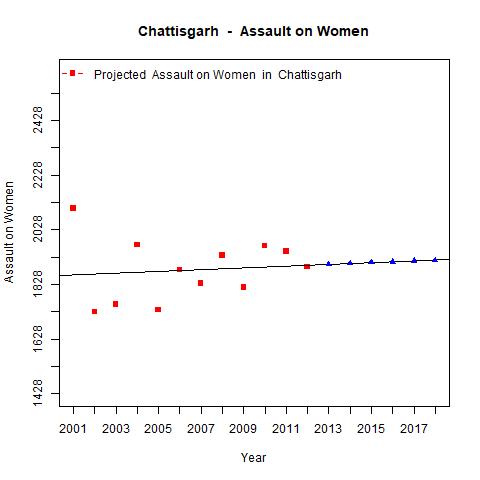 Chattisgarh - Assault on Women
Projected Assault on Women in Chattisgarh
Assault on Women
2428
2228
2028
1828
1628
1428
2001 2003 2005 2007 2009 2011 2013 2015 2017
Year